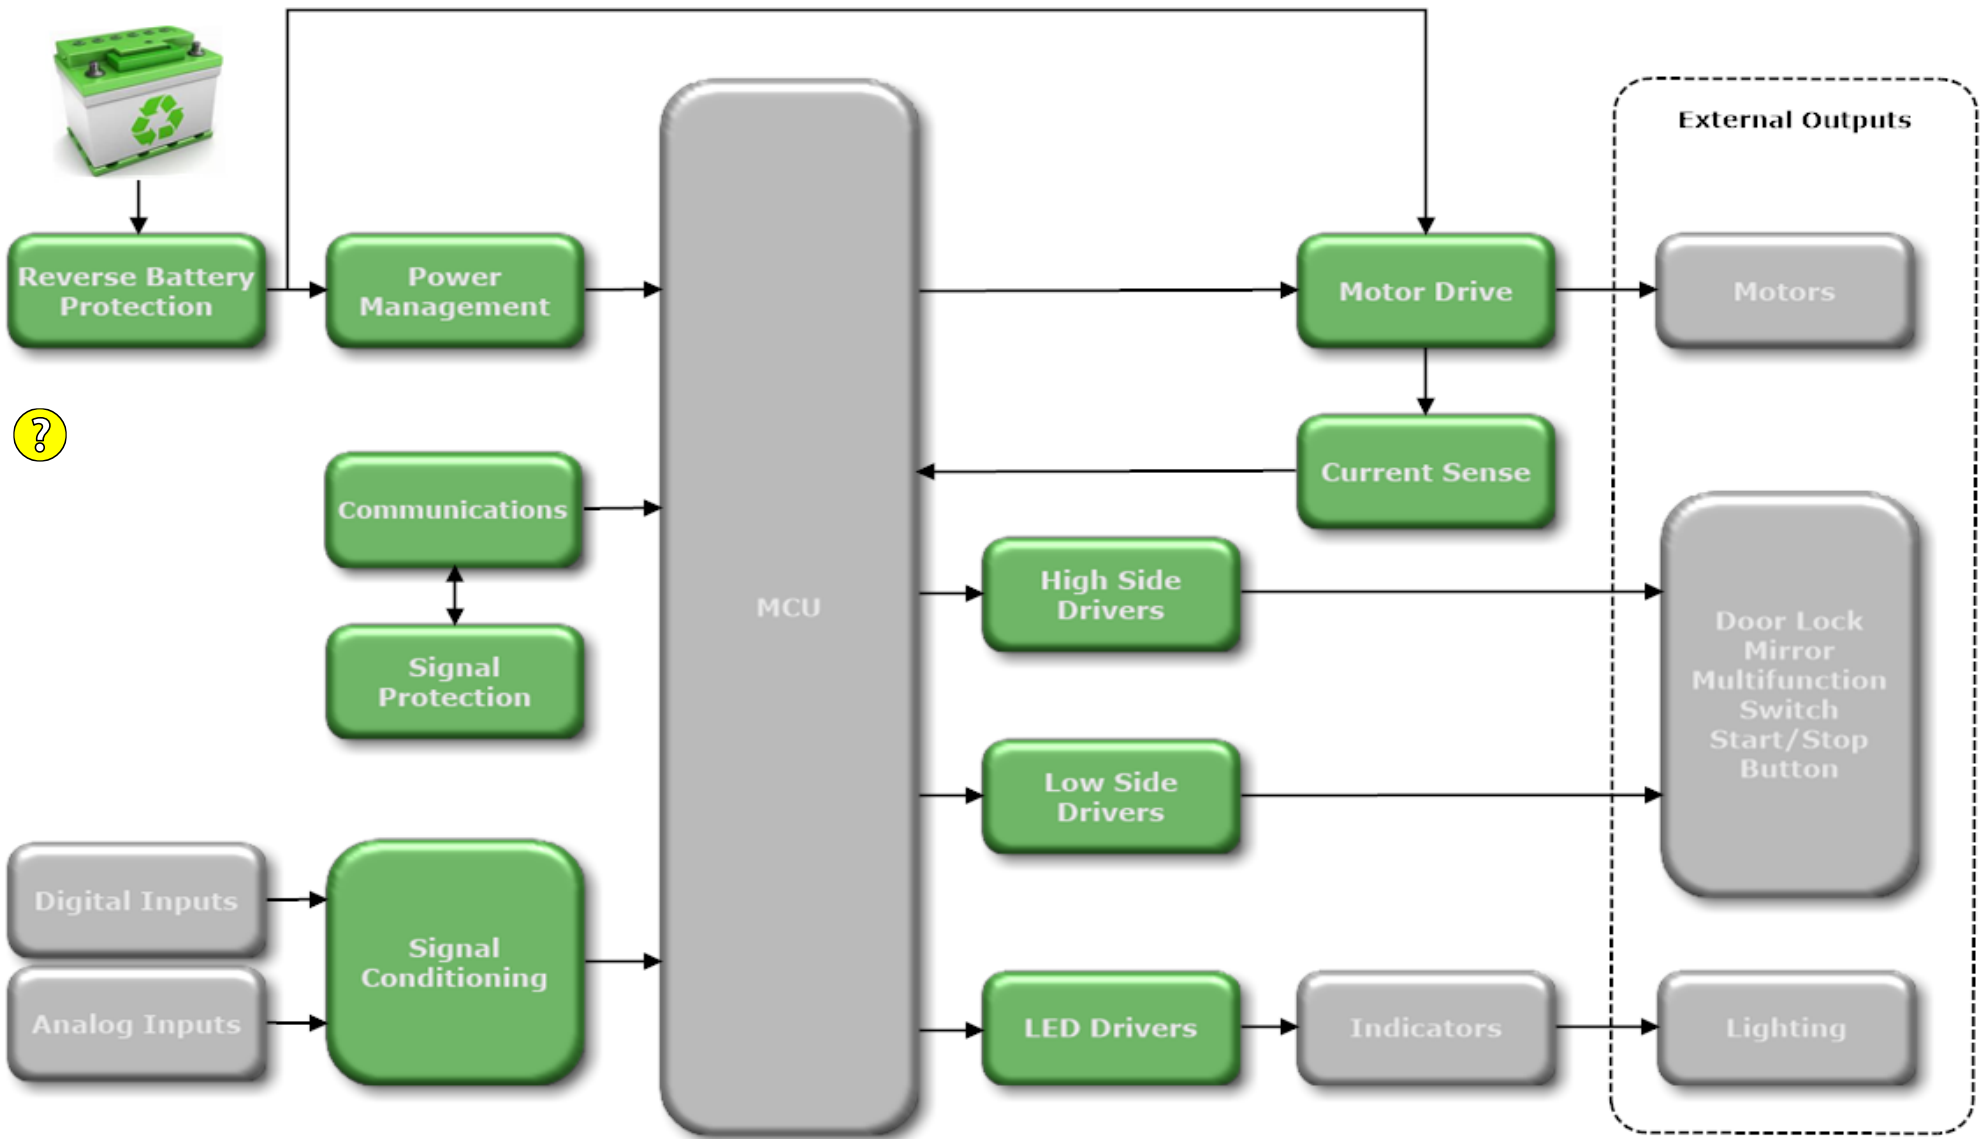 External Outputs
Reverse Battery
Protection
Power
Management
Motor Drive
Motors
?
Communications
Current Sense
High Side
Drivers
MCU
Door Lock
Mirror
Multifunction
Switch
Start/Stop
Button
Signal
Protection
Low Side
Drivers
Digital Inputs
Signal
Conditioning
Analog Inputs
LED Drivers
Indicators
Lighting